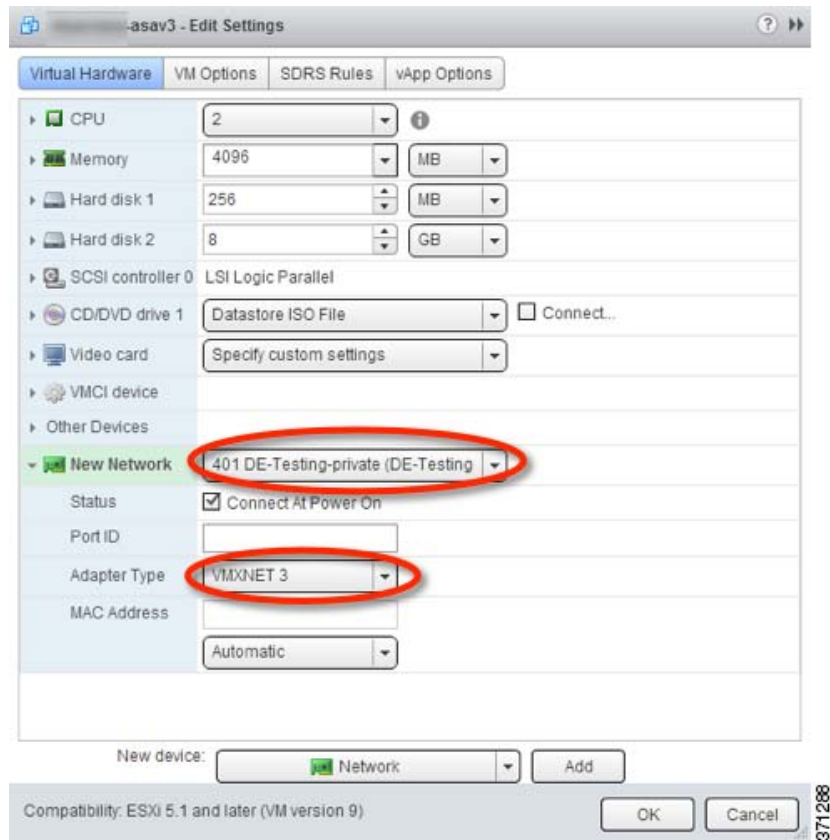 -asav3 - Edit Settings
?
Virtual Hardware VM Options SDRS Rules vApp Options
CPU 2
Memory 4096 MB
Hard disk 1 256 MB
Hard disk 2 8 GB
SCSI controller 0 LSI Logic Parallel
CD/DVD drive 1 Datastore ISO File Connect...
Video card Specify custom settings
VMCI device
Other Devices
New Network 401 DE-Testing-private (DE-Testing
Status Connect At Power On
Port ID
Adapter Type VMXNET 3
MAC Address
Automatic
New device: Network Add
Compatibility: ESXi 5.1 and later (VM version 9) OK Cancel
371288